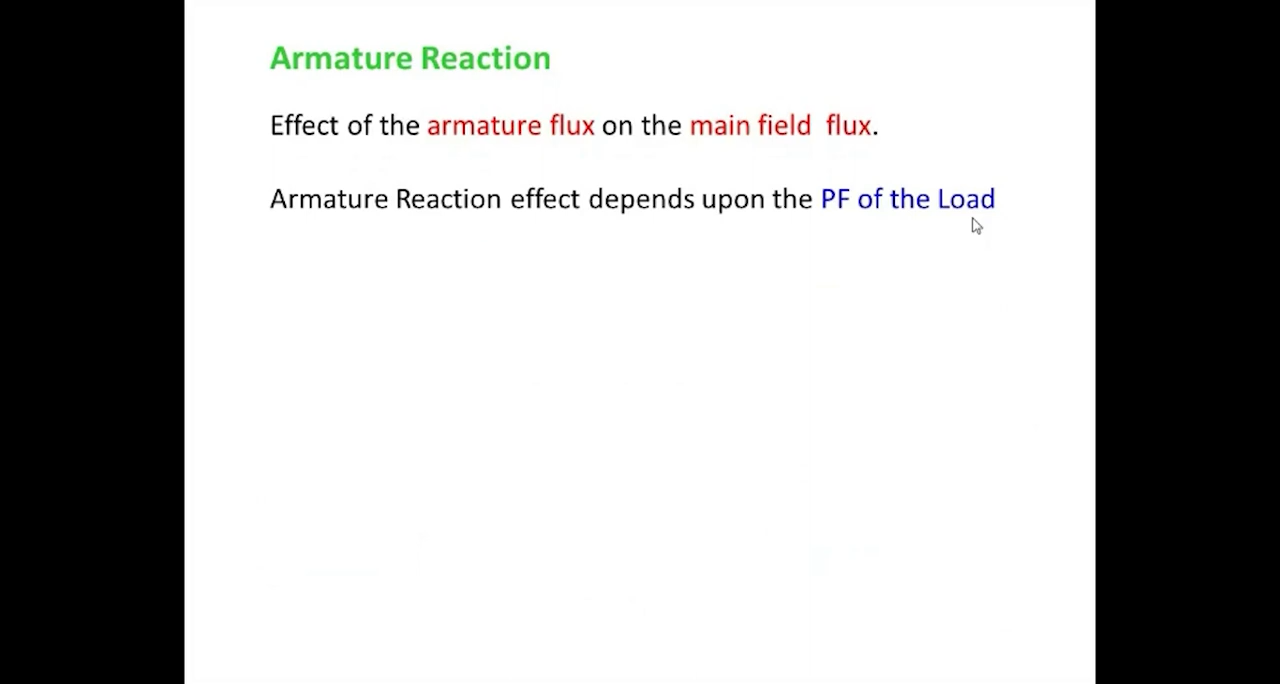 Armature Reaction
Effect of the armature flux on the main field flux.
Armature Reaction effect depends upon the PF of the Load